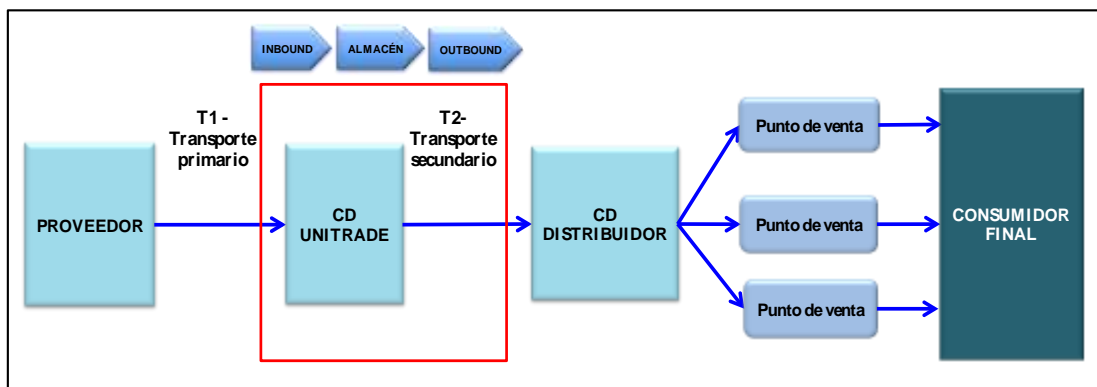 INBOUND
ALMACÉN
OUTBOUND
T1 -
Transporte
primario
T2-
Transporte
secundario
PROVEEDOR
CD
UNITRADE
CD
DISTRIBUIDOR
Punto de venta
Punto de venta
Punto de venta
CONSUMIDOR
FINAL